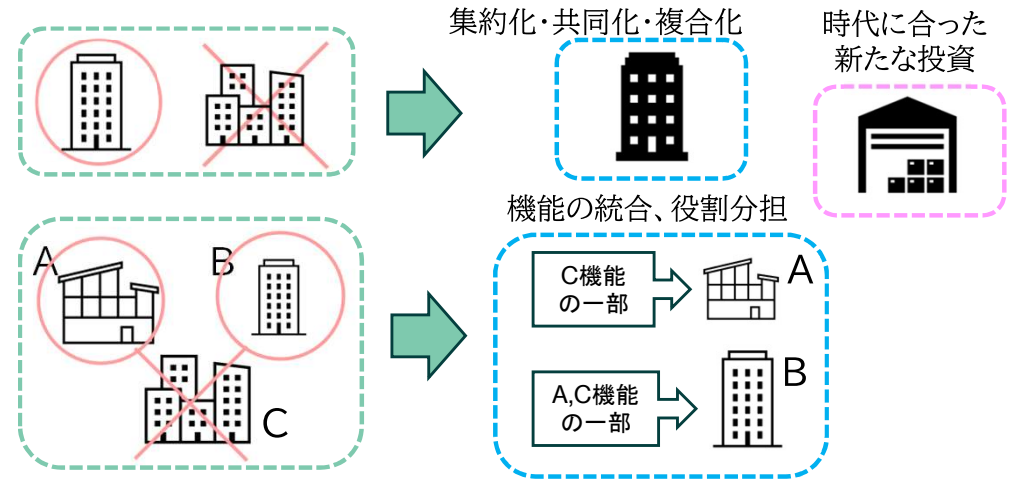 集約化・共同化・複合化
時代に合った
新たな投資
機能の統合、役割分担
A
B
C
C機能
の一部
A
A,C機能
の一部
B